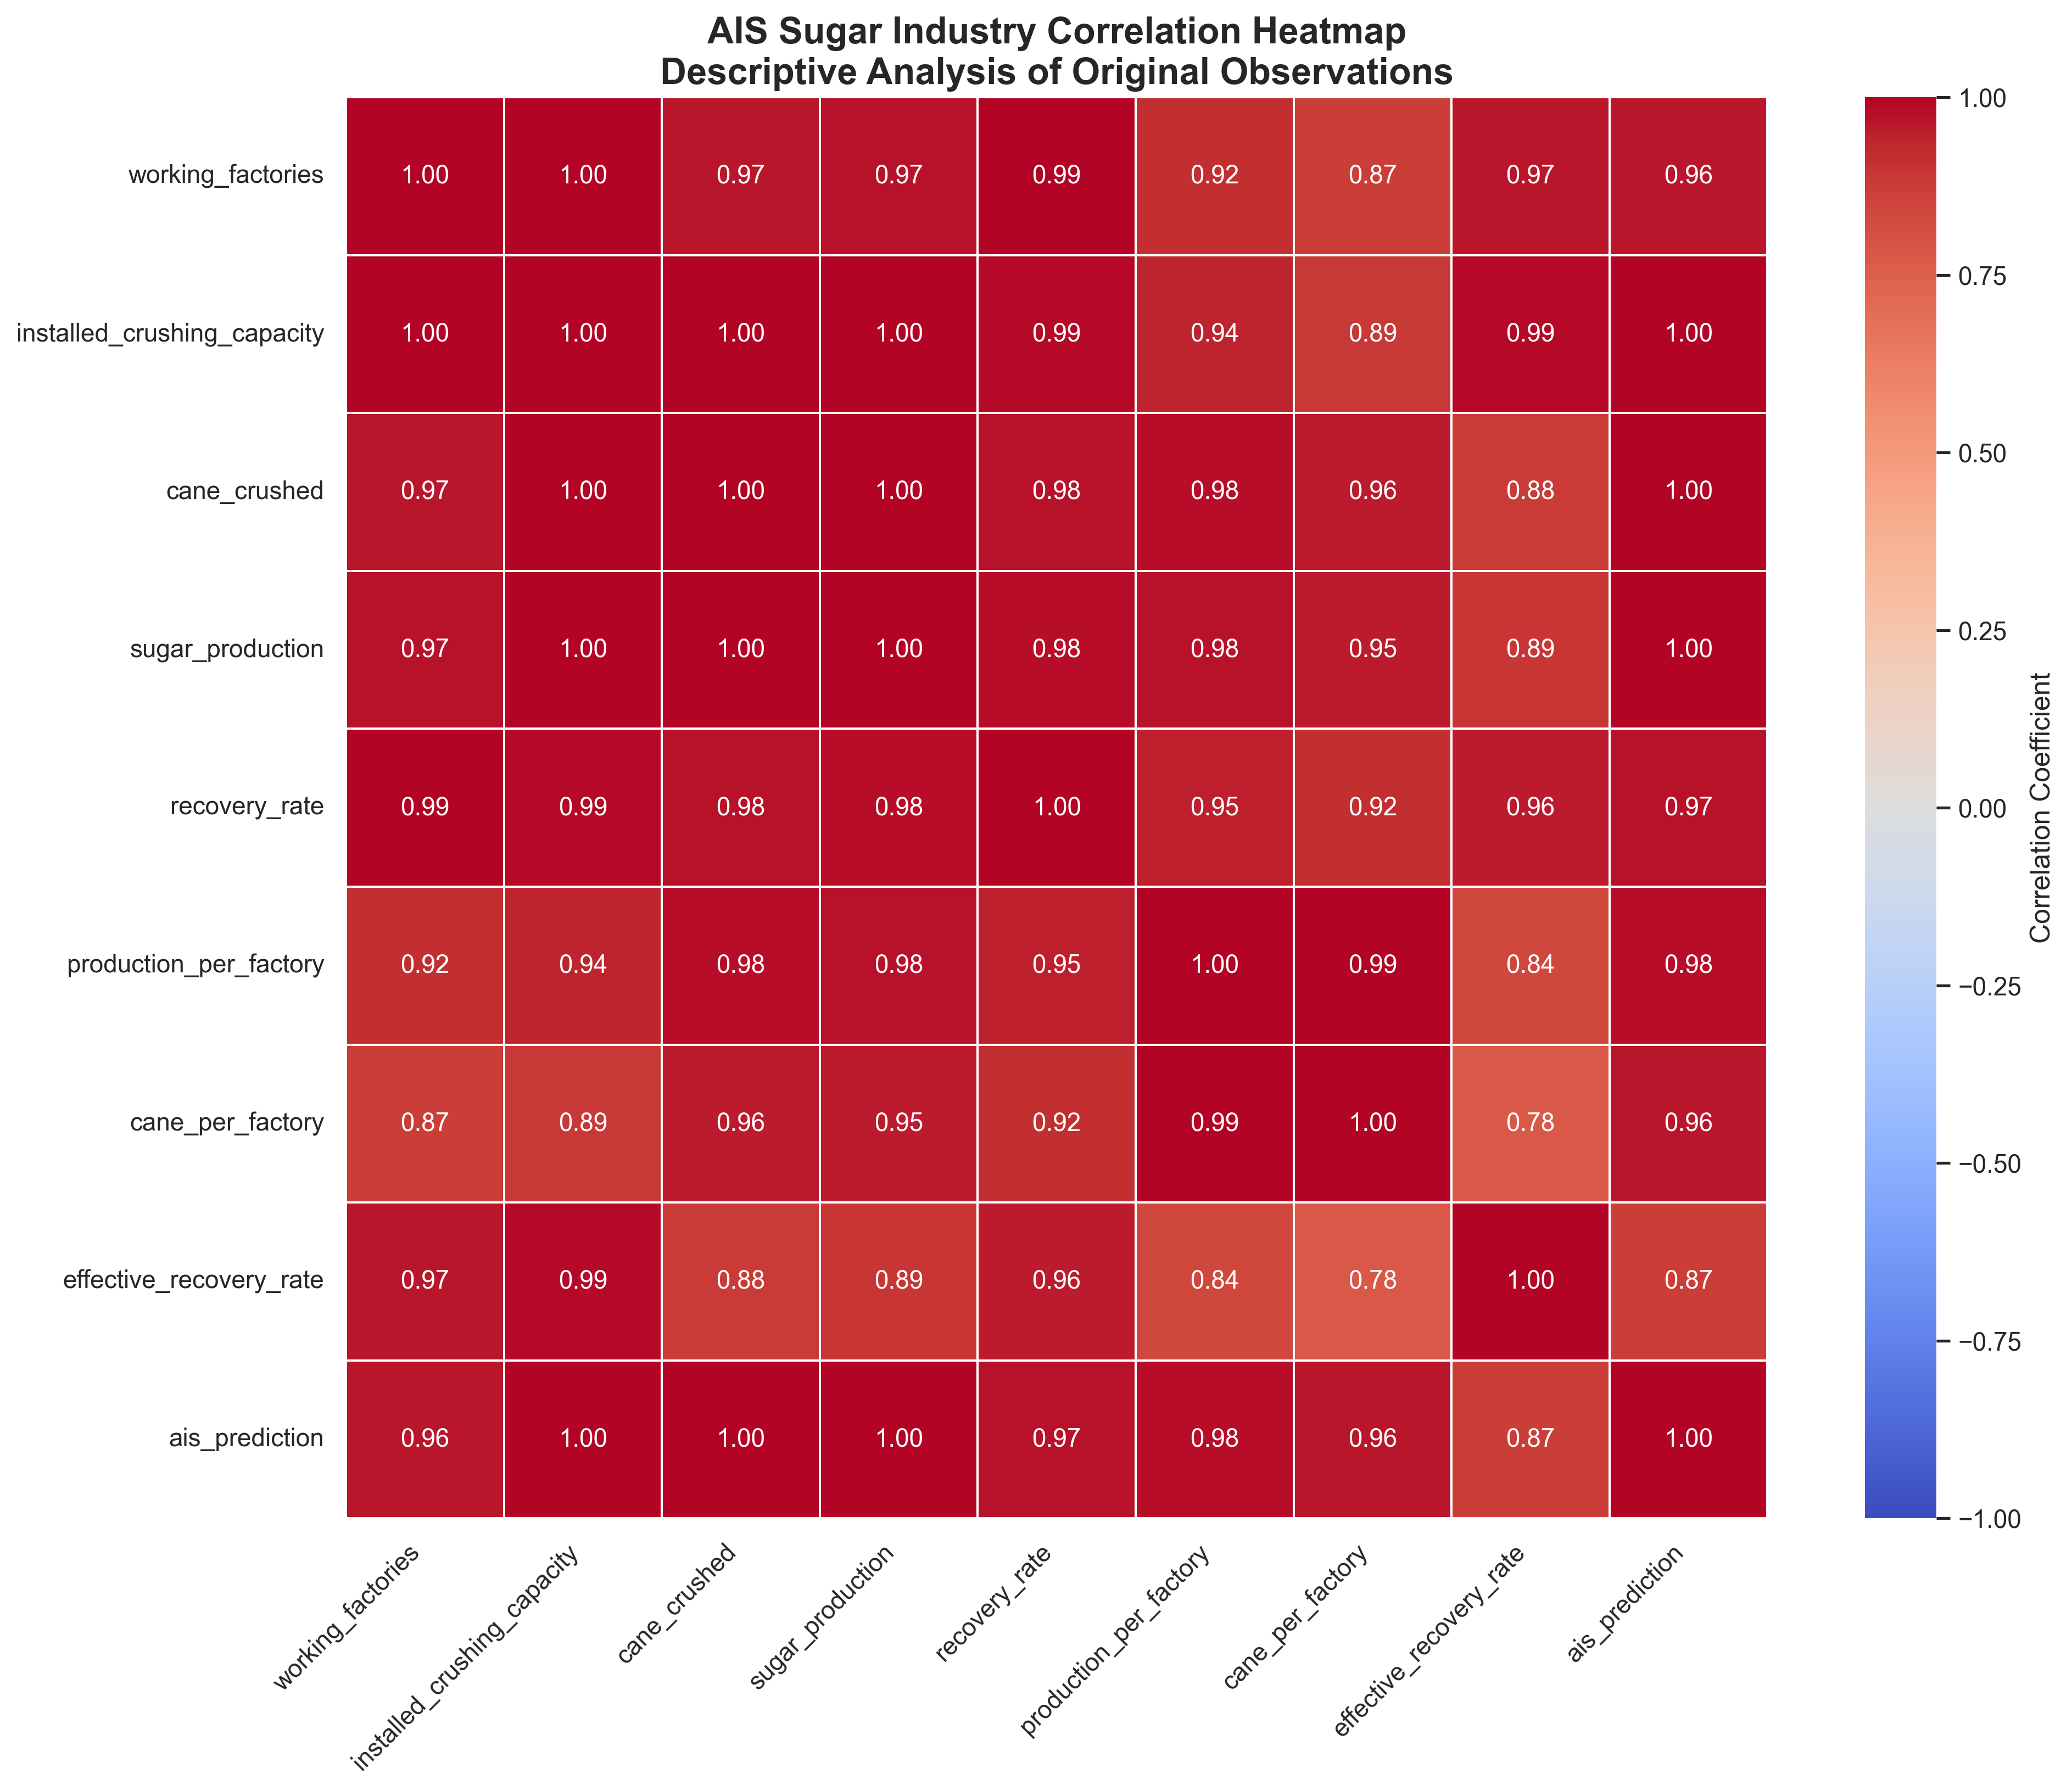 AIS Sugar Industry Correlation Heatmap
Descriptive Analysis of Original Observations
working_factories 1.00 1.00 0.97 0.97 0.99 0.92 0.87 0.97 0.96
installed_crushing_capacity 1.00 1.00 1.00 1.00 0.99 0.94 0.89 0.99 1.00
cane_crushed 0.97 1.00 1.00 1.00 0.98 0.98 0.96 0.88 1.00
sugar_production 0.97 1.00 1.00 1.00 0.98 0.98 0.95 0.89 1.00
recovery_rate 0.99 0.99 0.98 0.98 1.00 0.95 0.92 0.96 0.97
production_per_factory 0.92 0.94 0.98 0.98 0.95 1.00 0.99 0.84 0.98
cane_per_factory 0.87 0.89 0.96 0.95 0.92 0.99 1.00 0.78 0.96
effective_recovery_rate 0.97 0.99 0.88 0.89 0.96 0.84 0.78 1.00 0.87
ais_prediction 0.96 1.00 1.00 1.00 0.97 0.98 0.96 0.87 1.00
working_factories
installed_crushing_capacity
cane_crushed
sugar_production
recovery_rate
production_per_factory
cane_per_factory
effective_recovery_rate
ais_prediction
1.00
0.75
0.50
0.25
0.00
−0.25
−0.50
−0.75
−1.00
Correlation Coefficient